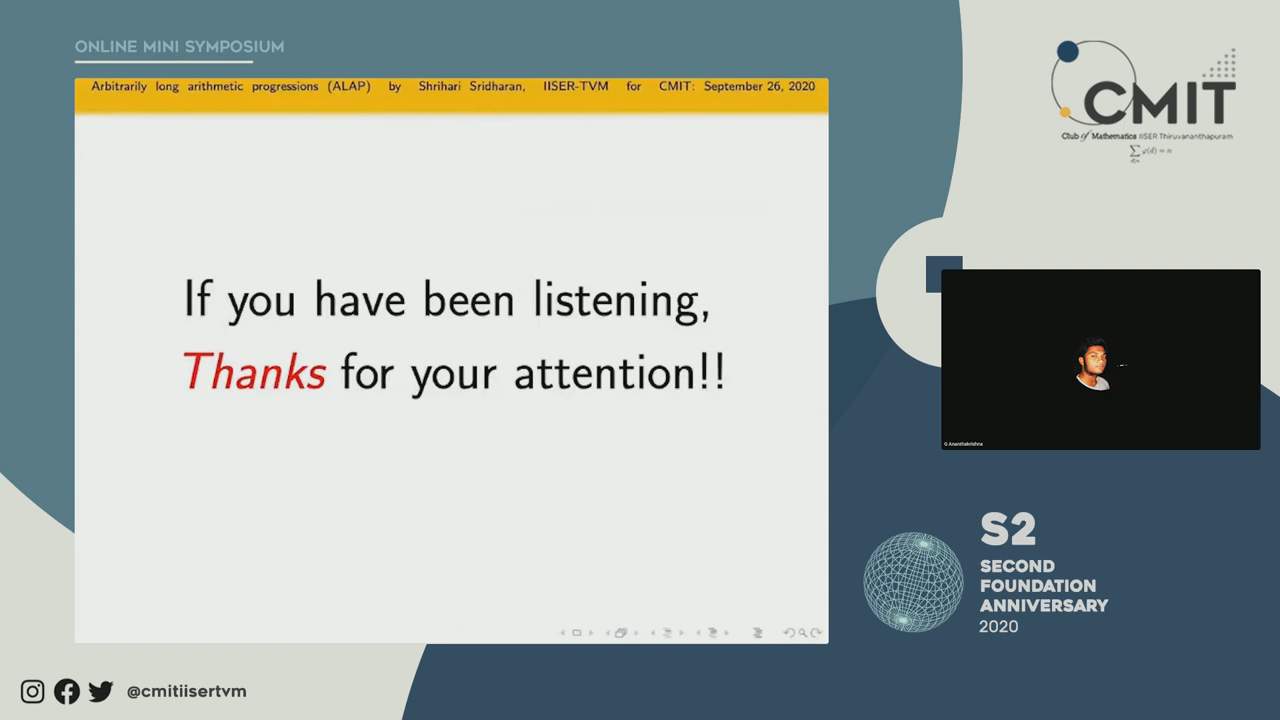 ONLINE MINI SYMPOSIUM
Arbitrarily long arithmetic progressions (ALAP) by Shrihari Sridharan, IISER-TVM for CMIT: September 26, 2020
If you have been listening,
Thanks for your attention!!
CMIT
Club of Mathematics IISER Thiruvananthapuram
∑ φ(d) = n
d|n
G Ananthakrishna
S2
SECOND
FOUNDATION
ANNIVERSARY
2020
@cmitiisertvm